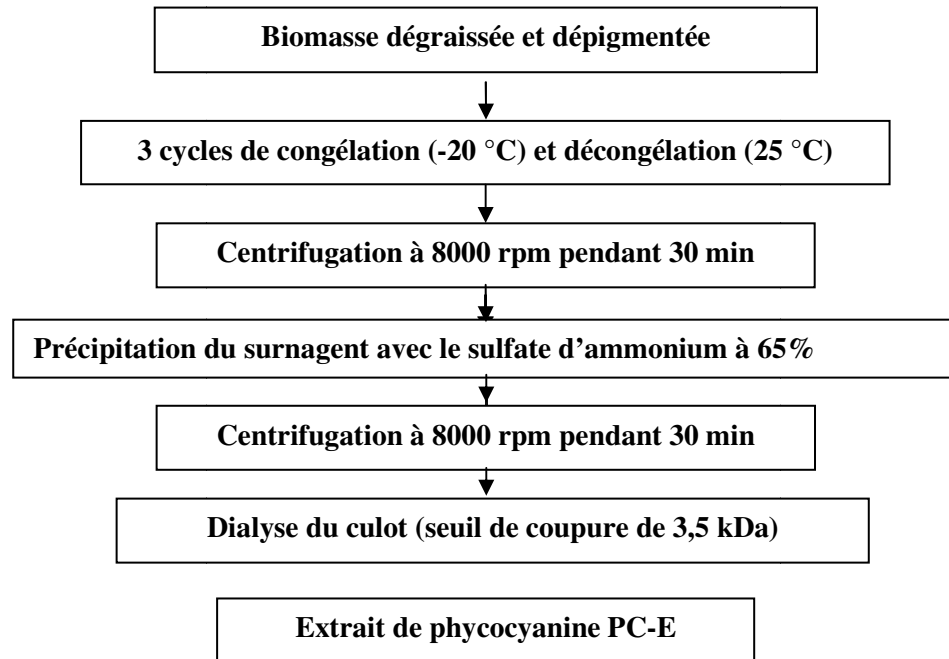 Biomasse dégraissée et dépigmentée
3 cycles de congélation (-20 °C) et décongélation (25 °C)
Centrifugation à 8000 rpm pendant 30 min
Précipitation du surnagent avec le sulfate d’ammonium à 65%
Centrifugation à 8000 rpm pendant 30 min
Dialyse du culot (seuil de coupure de 3,5 kDa)
Extrait de phycocyanine PC-E